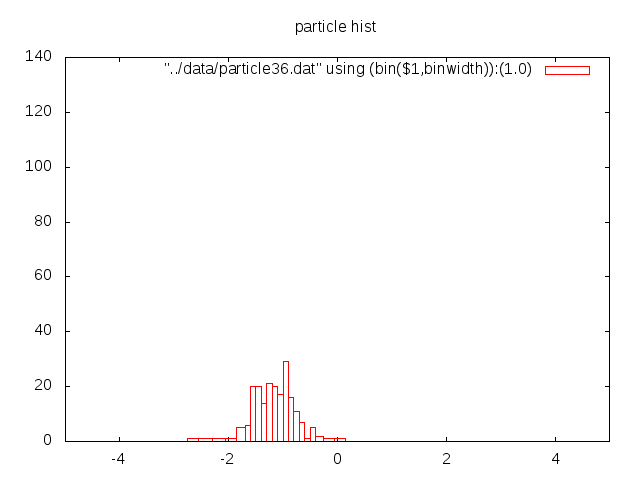 particle hist
"../data/particle36.dat" using (bin($1,binwidth)):(1.0)
140
120
100
80
60
40
20
0
-4 -2 0 2 4